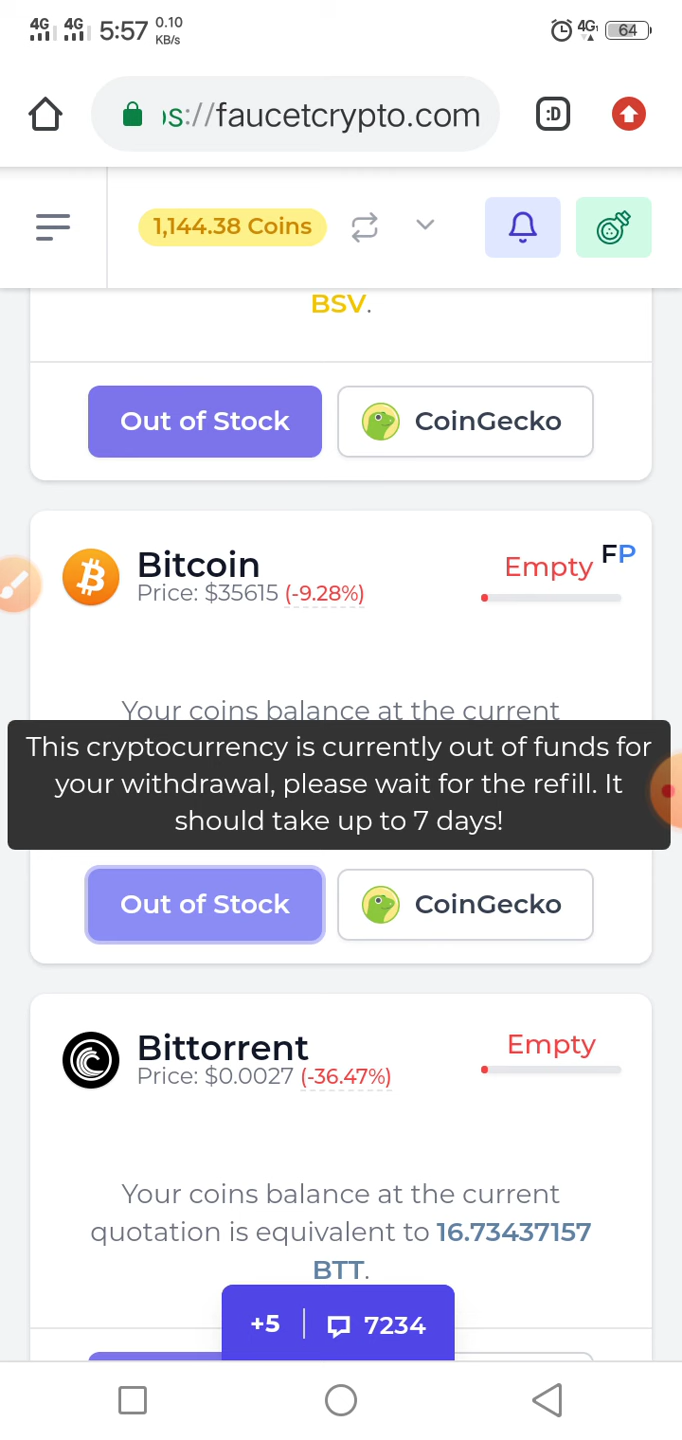 4G 4G 5:57 0.10 KB/s 4G 64
s://faucetcrypto.com :D
1,144.38 Coins
BSV.
Out of Stock CoinGecko
Bitcoin Empty FP
Price: $35615 (-9.28%)
Your coins balance at the current
This cryptocurrency is currently out of funds for
your withdrawal, please wait for the refill. It
should take up to 7 days!
Out of Stock CoinGecko
Bittorrent Empty
Price: $0.0027 (-36.47%)
Your coins balance at the current
quotation is equivalent to 16.73437157
BTT.
+5 7234